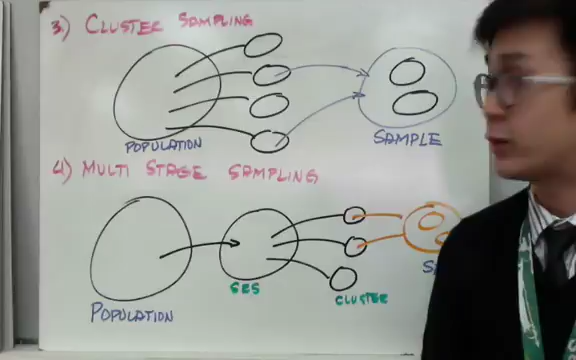 3.) CLUSTER SAMPLING
POPULATION
SAMPLE
4) MULTI STAGE SAMPLING
SES
CLUSTER
POPULATION